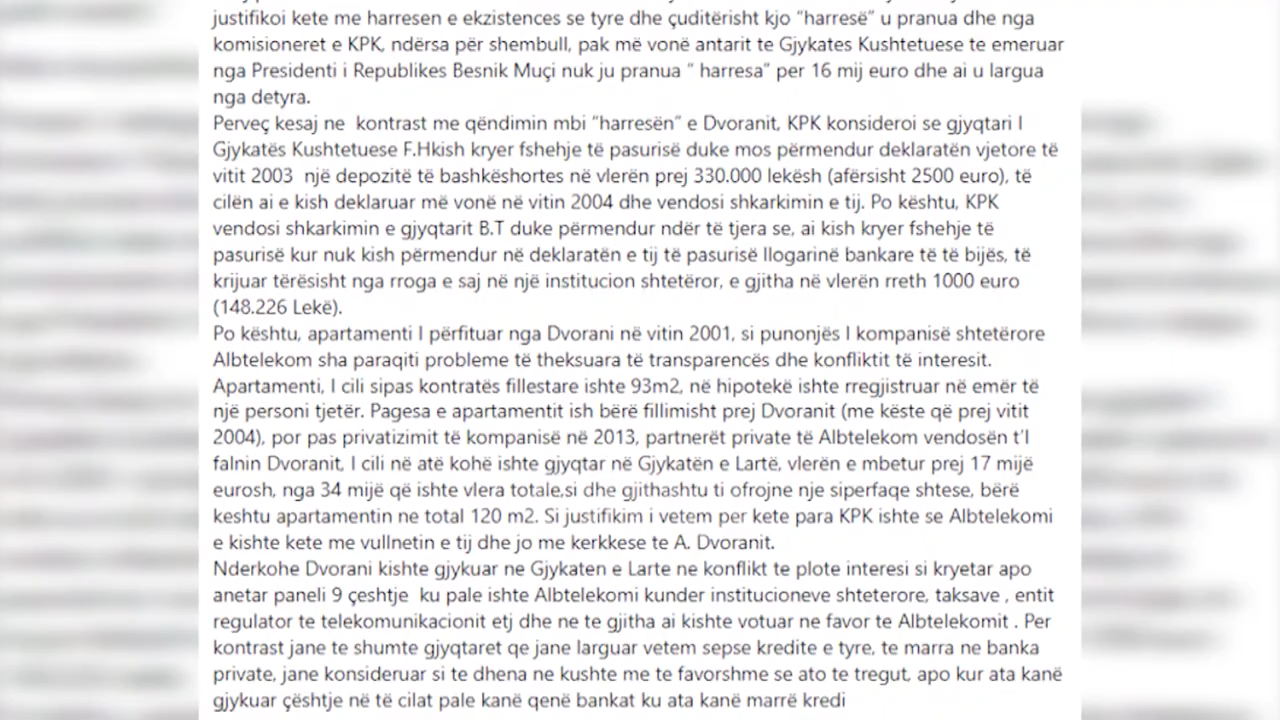 justifikoi kete me harresen e ekzistences se tyre dhe çuditërisht kjo "harresë" u pranua dhe nga
komisioneret e KPK, ndërsa për shembull, pak më vonë antarit te Gjykates Kushtetuese te emeruar
nga Presidenti i Republikes Besnik Muçi nuk ju pranua " harresa" per 16 mij euro dhe ai u largua
nga detyra.
Perveç kesaj ne  kontrast me qëndimin mbi "harresën" e Dvoranit, KPK konsideroi se gjyqtari I
Gjykatës Kushtetuese F.Hkish kryer fshehje të pasurisë duke mos përmendur deklaratën vjetore të
vitit 2003  një depozitë të bashkëshortes në vlerën prej 330.000 lekësh (afërsisht 2500 euro), të
cilën ai e kish deklaruar më vonë në vitin 2004 dhe vendosi shkarkimin e tij. Po kështu, KPK
vendosi shkarkimin e gjyqtarit B.T duke përmendur ndër të tjera se, ai kish kryer fshehje të
pasurisë kur nuk kish përmendur në deklaratën e tij të pasurisë llogarinë bankare të të bijës, të
krijuar tërësisht nga rroga e saj në një institucion shtetëror, e gjitha në vlerën rreth 1000 euro
(148.226 Lekë).
Po kështu, apartamenti I përfituar nga Dvorani në vitin 2001, si punonjës I kompanisë shtetërore
Albtelekom sha paraqiti probleme të theksuara të transparencës dhe konfliktit të interesit.
Apartamenti, I cili sipas kontratës fillestare ishte 93m2, në hipotekë ishte rregjistruar në emër të
një personi tjetër. Pagesa e apartamentit ish bërë fillimisht prej Dvoranit (me këste që prej vitit
2004), por pas privatizimit të kompanisë në 2013, partnerët private të Albtelekom vendosën t'I
falnin Dvoranit, I cili në atë kohë ishte gjyqtar në Gjykatën e Lartë, vlerën e mbetur prej 17 mijë
eurosh, nga 34 mijë që ishte vlera totale,si dhe gjithashtu ti ofrojne nje siperfaqe shtese, bërë
keshtu apartamentin ne total 120 m2. Si justifikim i vetem per kete para KPK ishte se Albtelekomi
e kishte kete me vullnetin e tij dhe jo me kerkkese te A. Dvoranit.
Nderkohe Dvorani kishte gjykuar ne Gjykaten e Larte ne konflikt te plote interesi si kryetar apo
anetar paneli 9 çeshtje  ku pale ishte Albtelekomi kunder institucioneve shteterore, taksave , entit
regulator te telekomunikacionit etj dhe ne te gjitha ai kishte votuar ne favor te Albtelekomit . Per
kontrast jane te shumte gjyqtaret qe jane larguar vetem sepse kredite e tyre, te marra ne banka
private, jane konsideruar si te dhena ne kushte me te favorshme se ato te tregut, apo kur ata kanë
gjykuar çështje në të cilat pale kanë qenë bankat ku ata kanë marrë kredi